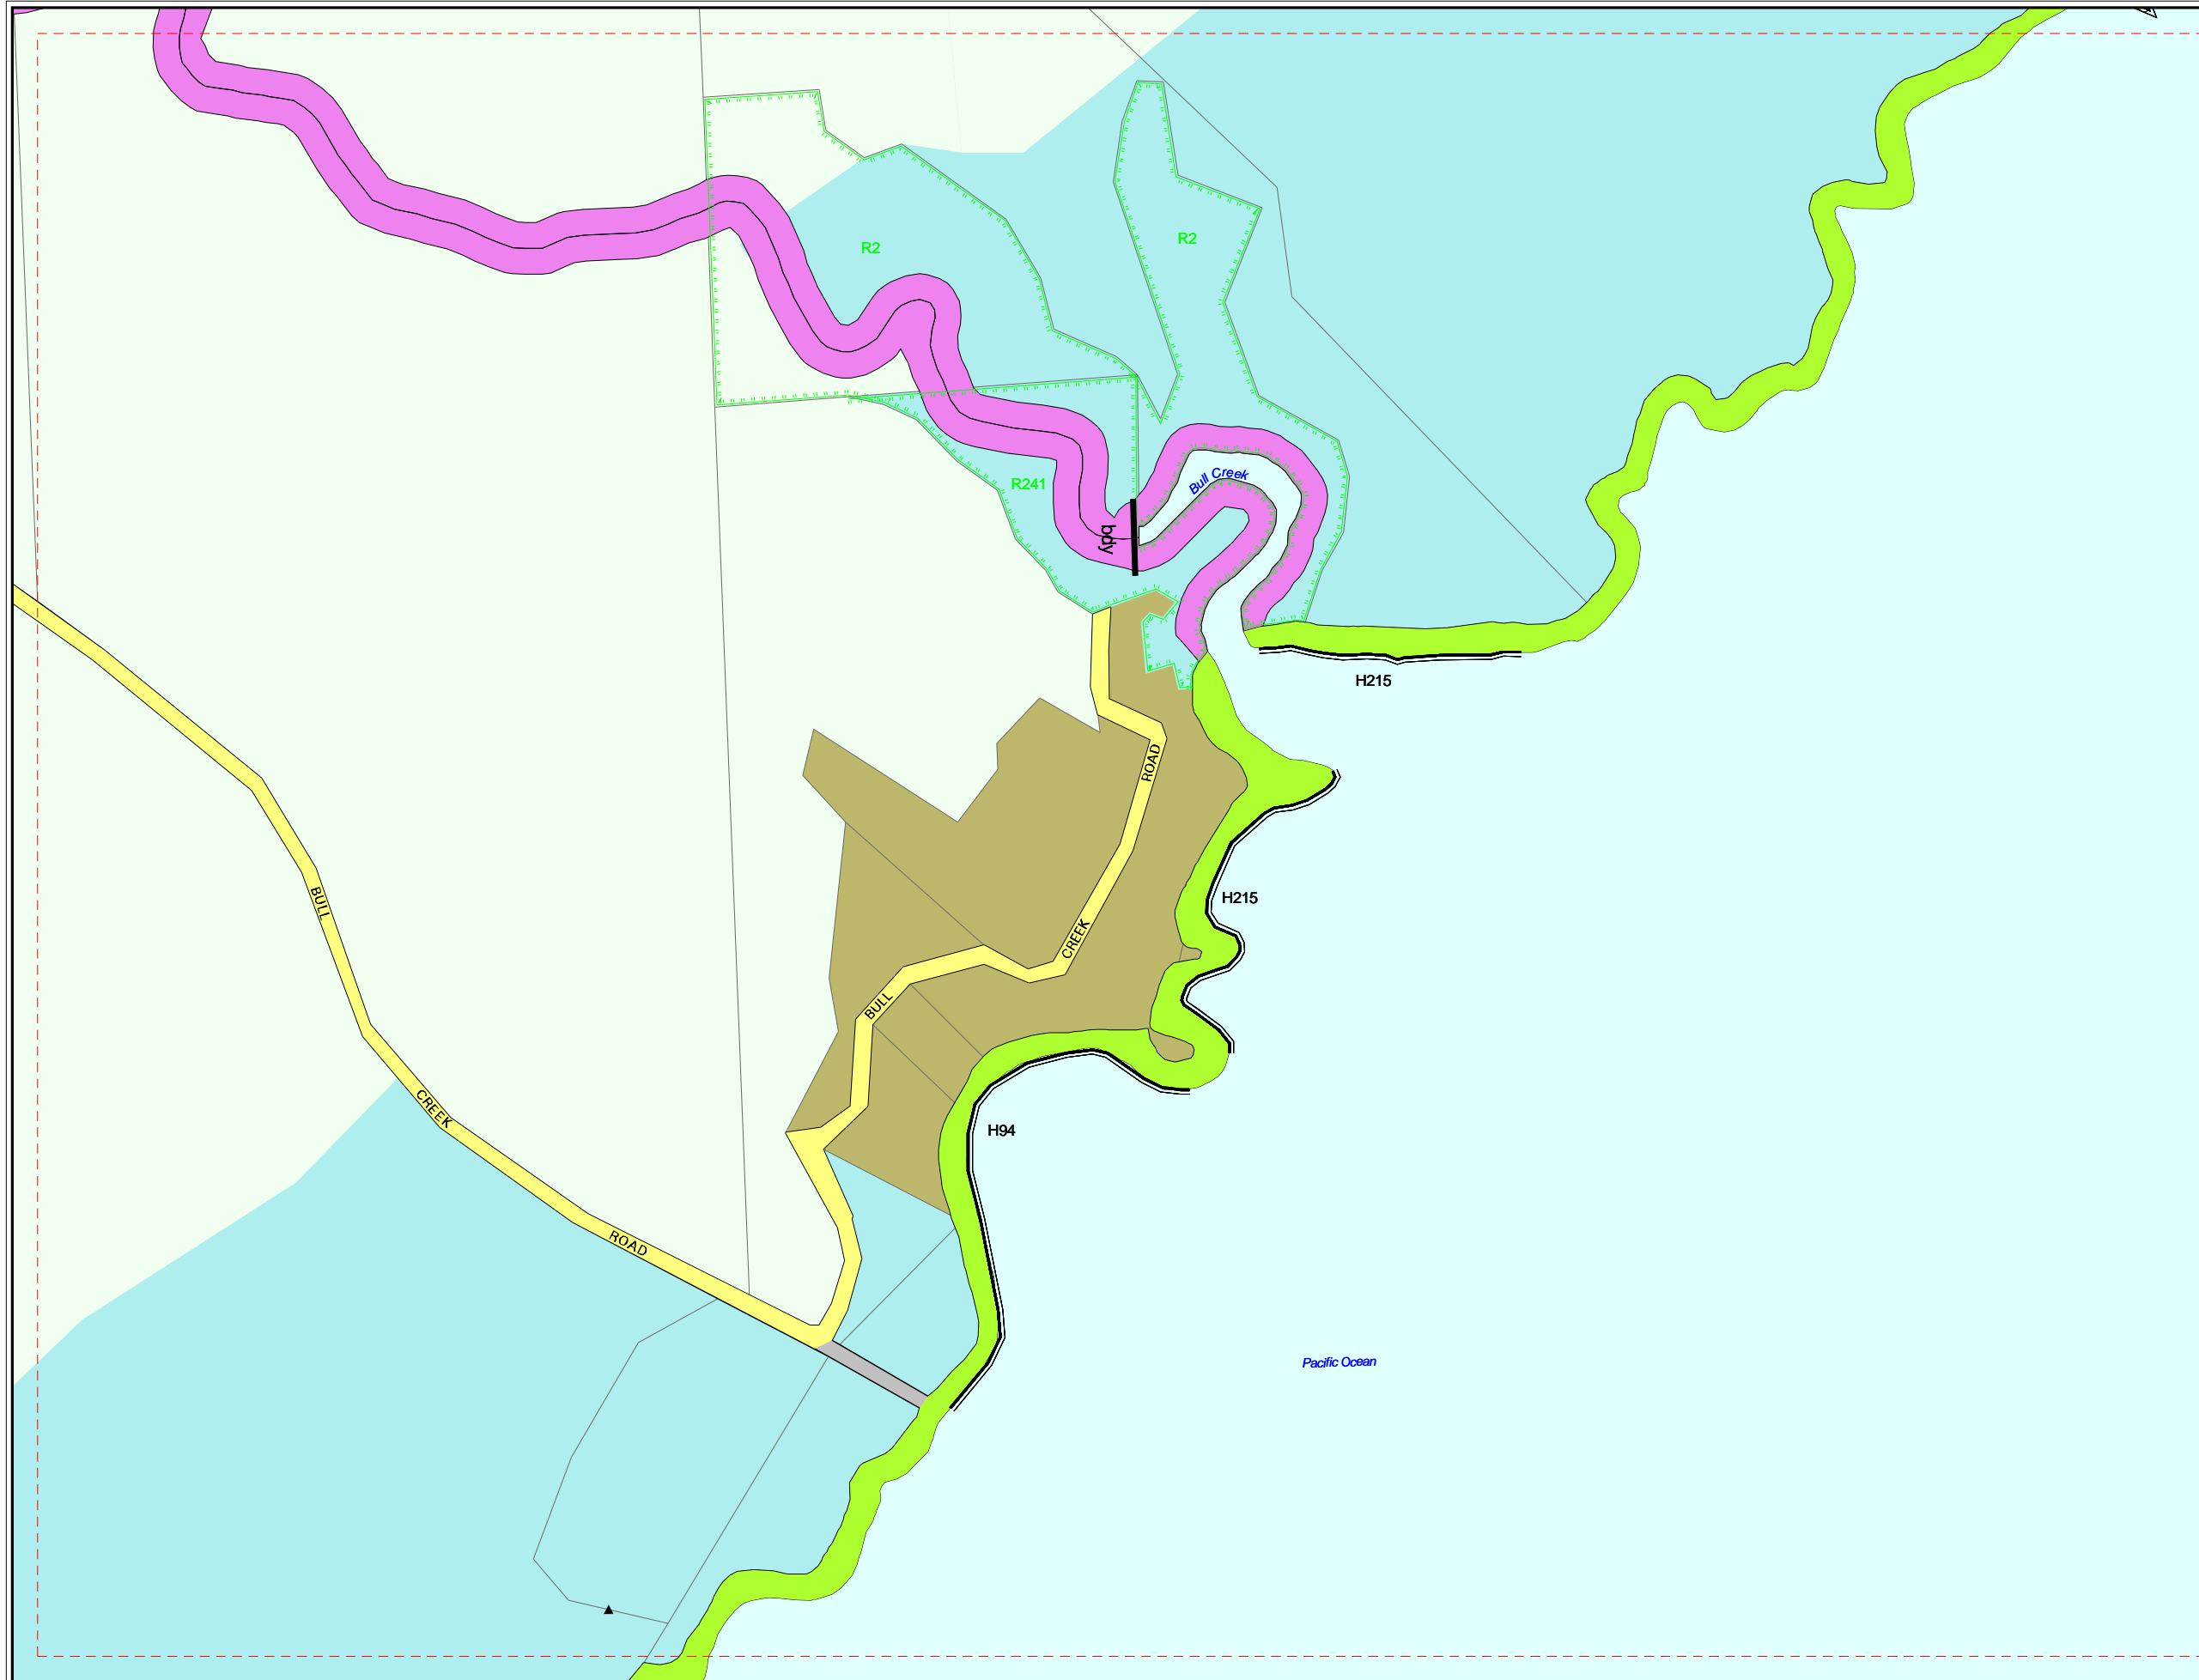 R2
R2
Bull Creek
R241
bdy
H215
ROAD
BULL
H215
CREEK
BULL
CREEK
H94
ROAD
Pacific Ocean